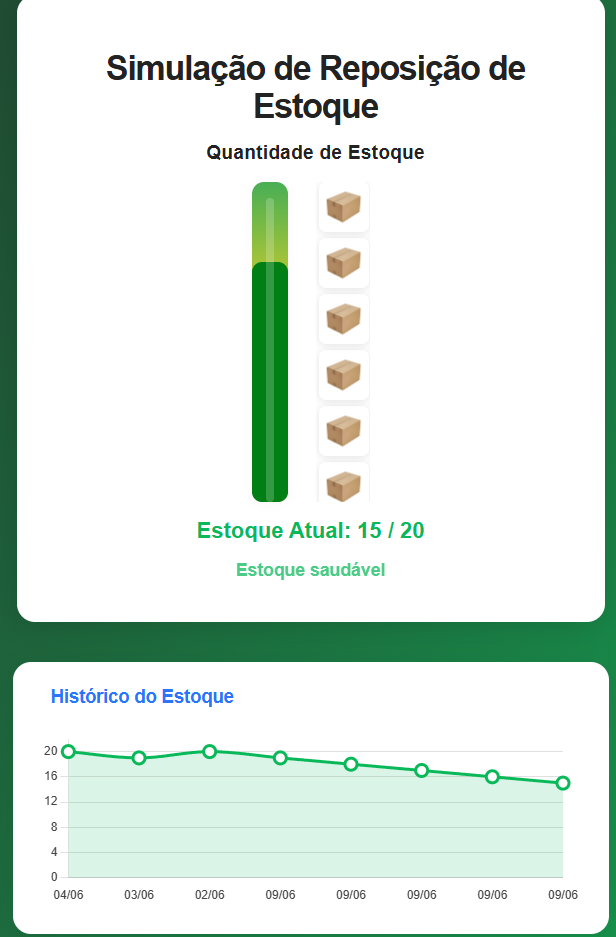 Simulação de Reposição de
Estoque
Quantidade de Estoque
Estoque Atual: 15 / 20
Estoque saudável
Histórico do Estoque
20
16
12
8
4
0
04/06 03/06 02/06 09/06 09/06 09/06 09/06 09/06